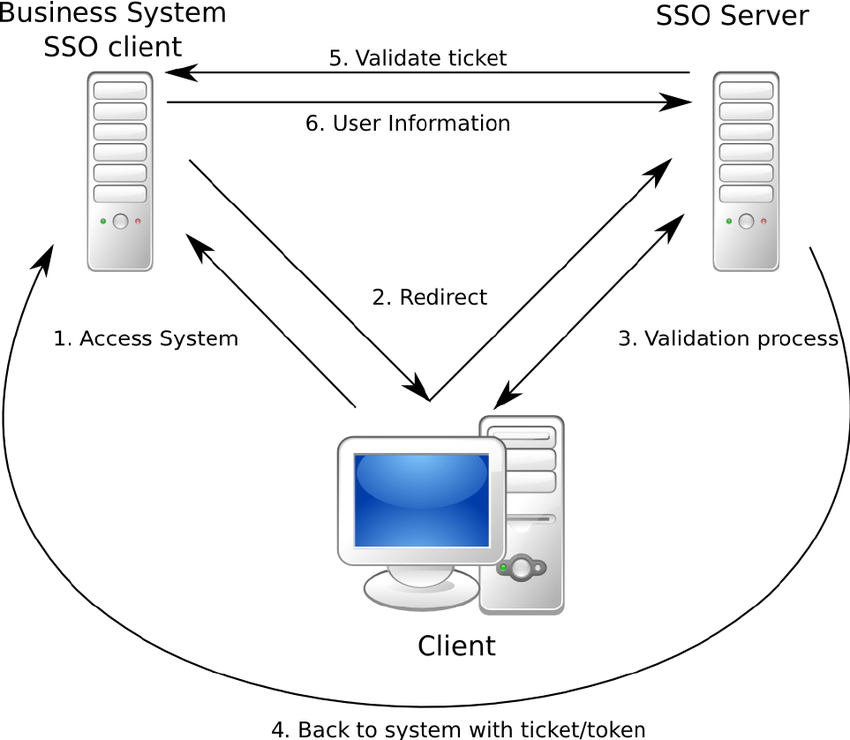 Business System
SSO client
SSO Server
5. Validate ticket
6. User Information
2. Redirect
1. Access System
3. Validation process
Client
4. Back to system with ticket/token